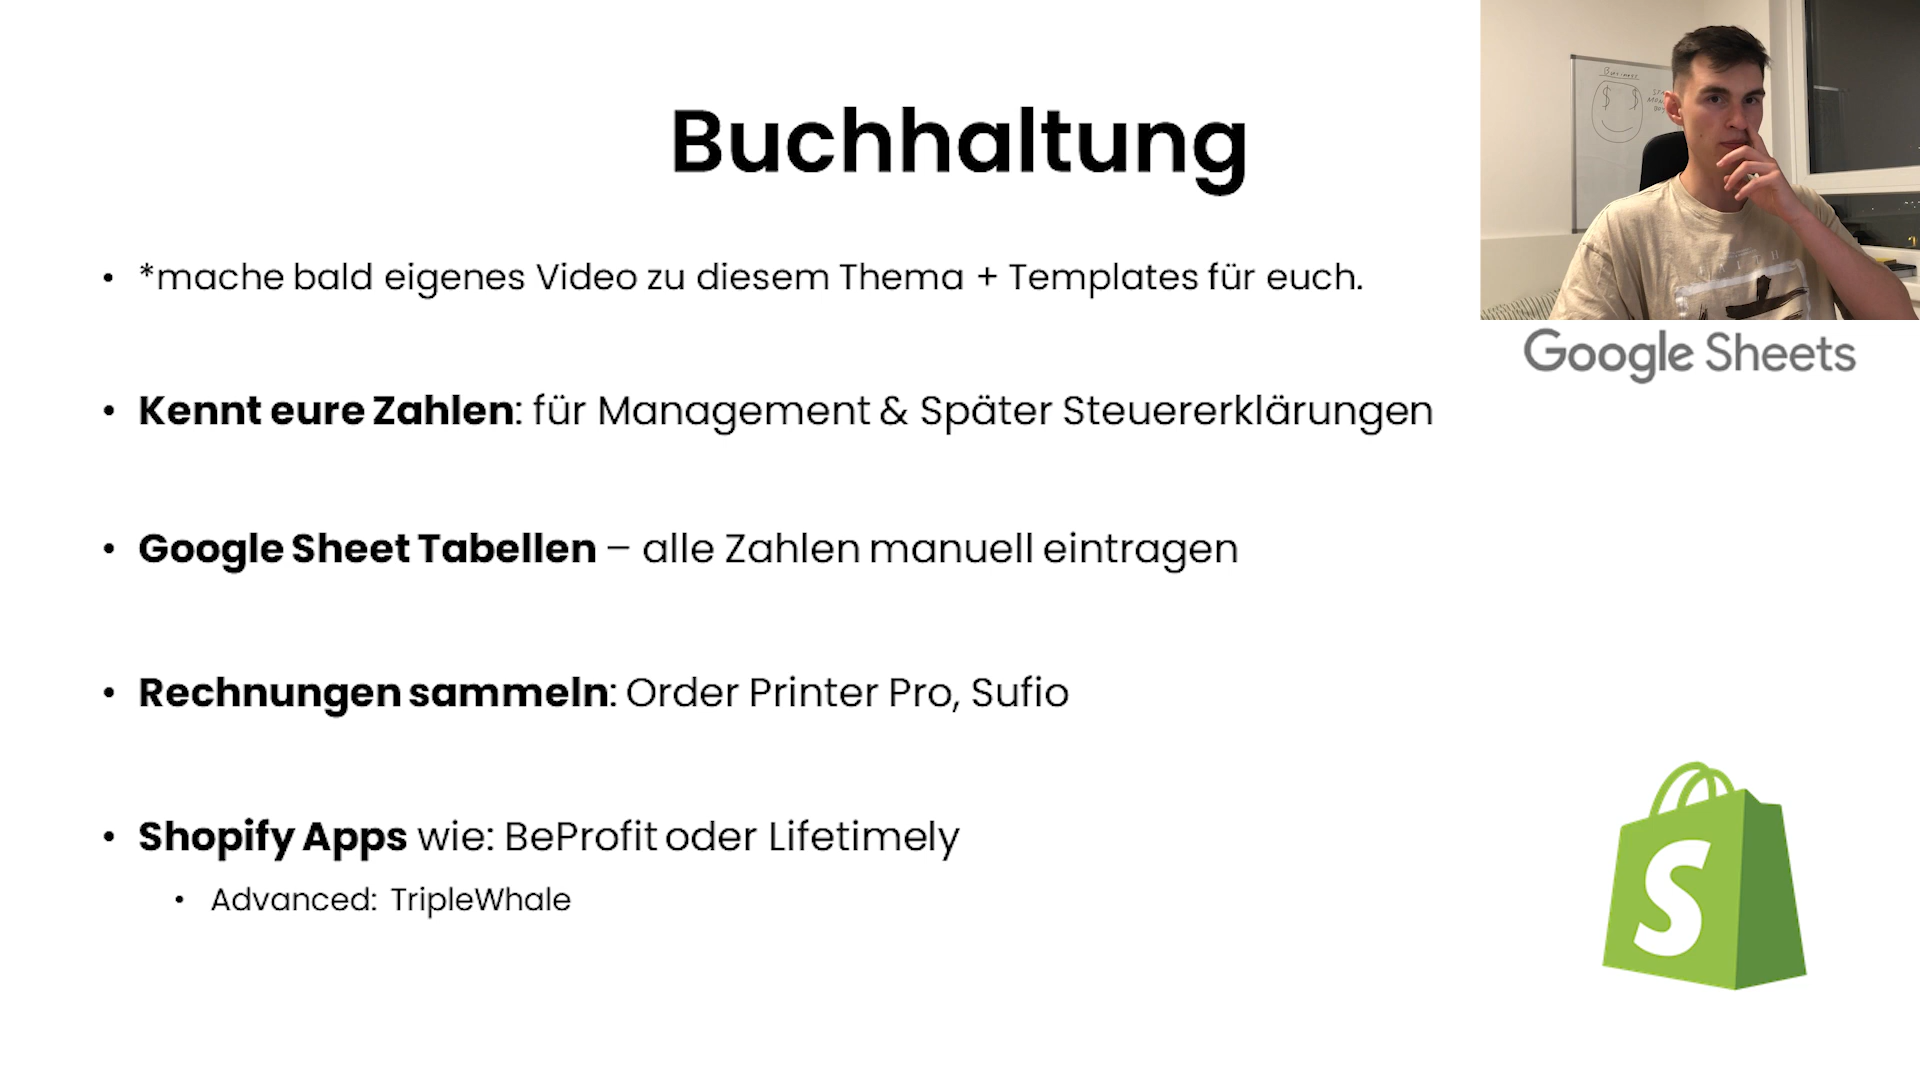 Buchhaltung
• *mache bald eigenes Video zu diesem Thema + Templates für euch.
Google Sheets
• Kennt eure Zahlen: für Management & Später Steuererklärungen
• Google Sheet Tabellen – alle Zahlen manuell eintragen
• Rechnungen sammeln: Order Printer Pro, Sufio
• Shopify Apps wie: BeProfit oder Lifetimely
• Advanced: TripleWhale
S